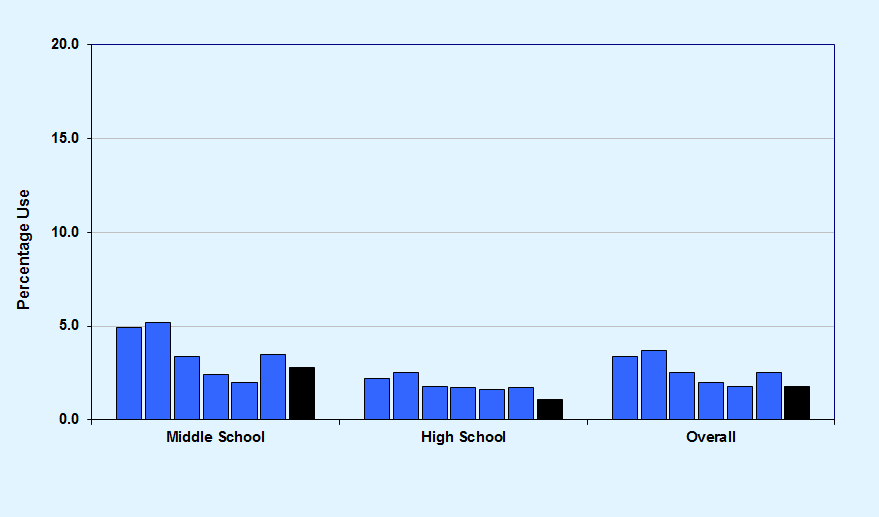 20.0
15.0
10.0
5.0
0.0
Percentage Use
Middle School
High School
Overall